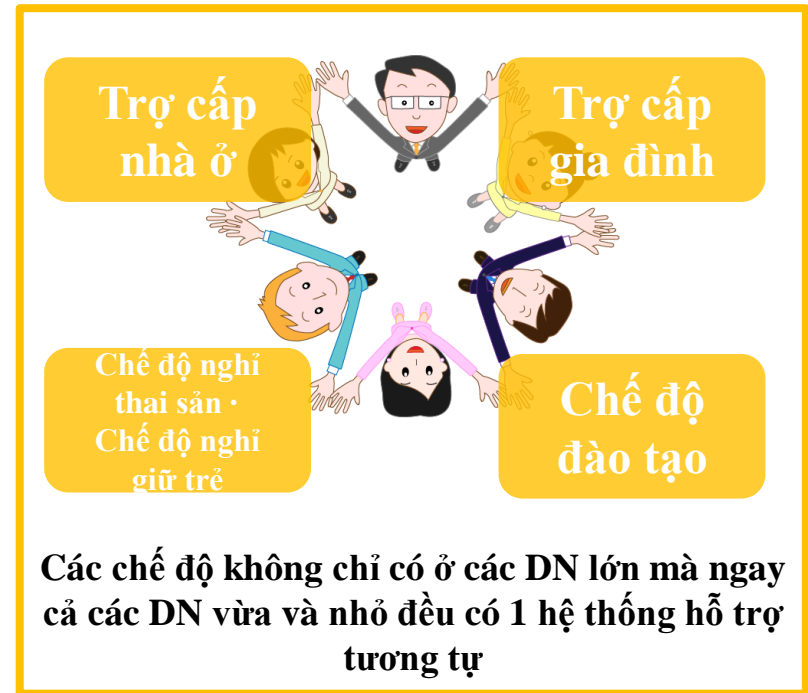 Trợ cấp
nhà ở
Trợ cấp
gia đình
Chế độ nghỉ
thai sản ·
Chế độ nghỉ
giữ trẻ
Chế độ
đào tạo
Các chế độ không chỉ có ở các DN lớn mà ngay
cả các DN vừa và nhỏ đều có 1 hệ thống hỗ trợ
tương tự